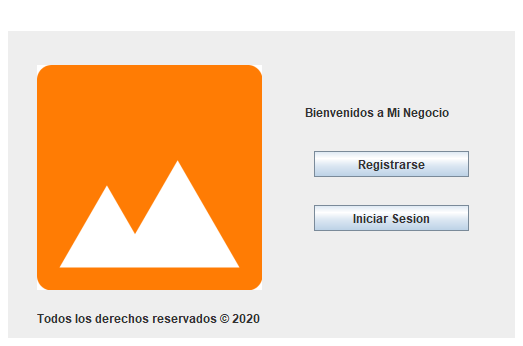 Bienvenidos a Mi Negocio
Registrarse
Iniciar Sesion
Todos los derechos reservados © 2020